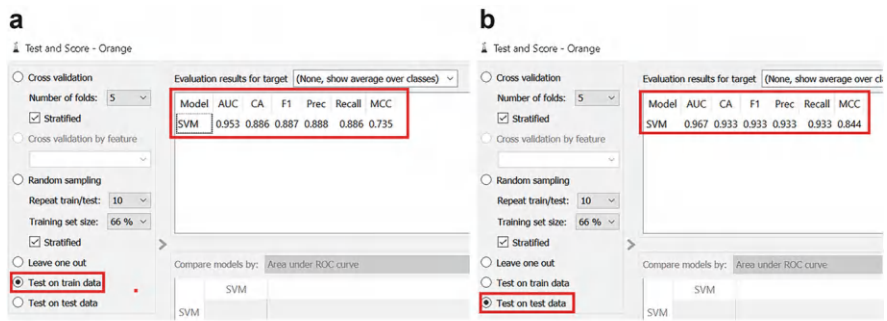 a
Test and Score - Orange
Cross validation
Number of folds: 5
Stratified
Cross validation by feature
Random sampling
Repeat train/test: 10
Training set size: 66 %
Stratified
Leave one out
Test on train data
Test on test data
Evaluation results for target (None, show average over classes)
Model AUC CA F1 Prec Recall MCC
SVM 0.953 0.886 0.887 0.888 0.886 0.735
>
Compare models by: Area under ROC curve
SVM
SVM
b
Test and Score - Orange
Cross validation
Number of folds: 5
Stratified
Cross validation by feature
Random sampling
Repeat train/test: 10
Training set size: 66 %
Stratified
Leave one out
Test on train data
Test on test data
Evaluation results for target (None, show average over cl
Model AUC CA F1 Prec Recall MCC
SVM 0.967 0.933 0.933 0.933 0.933 0.844
>
Compare models by: Area under ROC curve
SVM
SVM